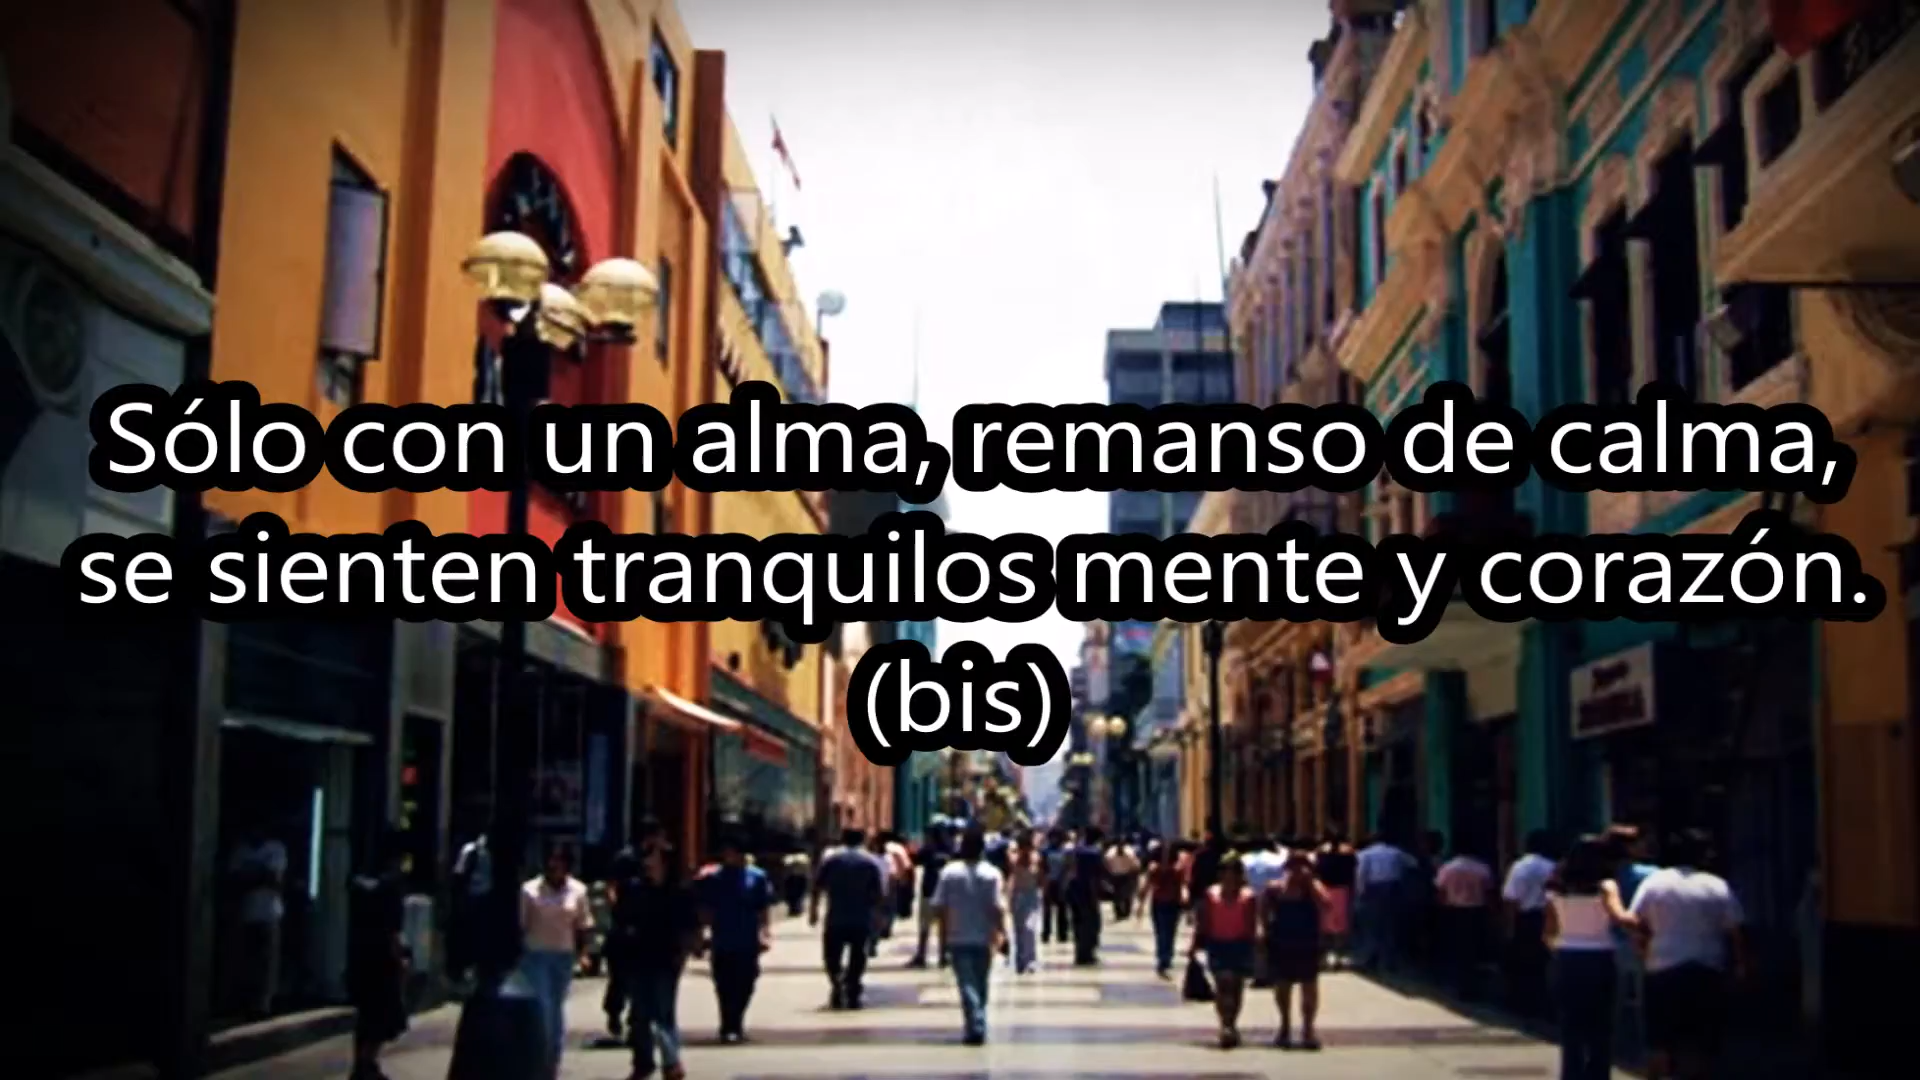 Sólo con un alma, remanso de calma,
se sienten tranquilos mente y corazón.
(bis)